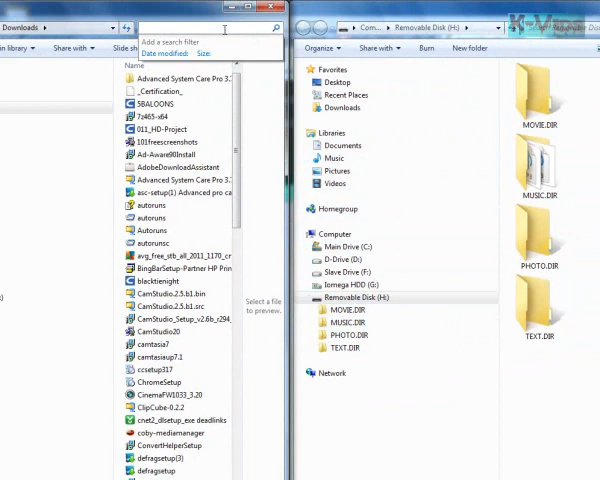 Downloads
in library
Share with
Slide sh
Add a search filter
Date modified: Size:
Name
Advanced System Care Pro 3.
_Certification_
5BALOONS
7z465-x64
011_HD-Project
101freescreenshots
Ad-Aware90Install
AdobeDownloadAssistant
Advanced System Care Pro 3.
asc-setup(1) Advanced pro ca
autoruns
autoruns
Autoruns
autorunsc
avg_free_stb_all_2011_1170_cr
BingBarSetup-Partner HP Prin
blacktienight
CamStudio.2.5.b1.bin
CamStudio.2.5.b1.src
CamStudio_Setup_v2.6b_r294_
CamStudio20
camtasia7
camtasiaup7.1
ccsetup317
ChromeSetup
CinemaFW1033_3.20
ClipCube-0.2.2
cnet2_dlsetup_exe deadlinks
coby-mediamanager
ConvertHelperSetup
defragsetup(3)
defragsetup
Select a file
to preview.
Com...
Removable Disk (H:)
Organize
Share with
Burn
New folder
Favorites
Desktop
Recent Places
Downloads
Libraries
Documents
Music
Pictures
Videos
Homegroup
Computer
Main Drive (C:)
D-Drive (D:)
Slave Drive (F:)
Iomega HDD (G:)
Removable Disk (H:)
MOVIE.DIR
MUSIC.DIR
PHOTO.DIR
TEXT.DIR
Network
MOVIE.DIR
MUSIC.DIR
PHOTO.DIR
TEXT.DIR